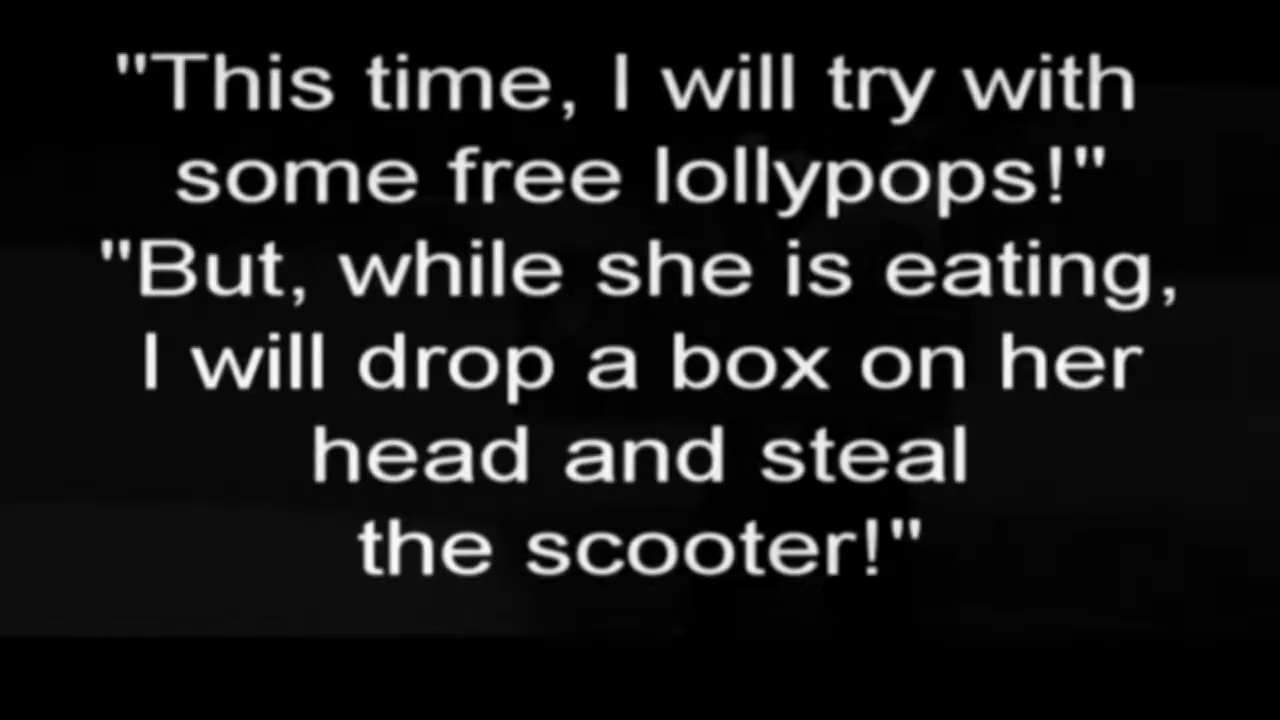 "This time, I will try with
some free lollypops!"
"But, while she is eating,
I will drop a box on her
head and steal
the scooter!"